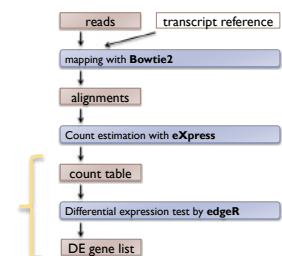 reads
transcript reference
mapping with Bowtie2
alignments
Count estimation with eXpress
count table
Differential expression test by edgeR
DE gene list